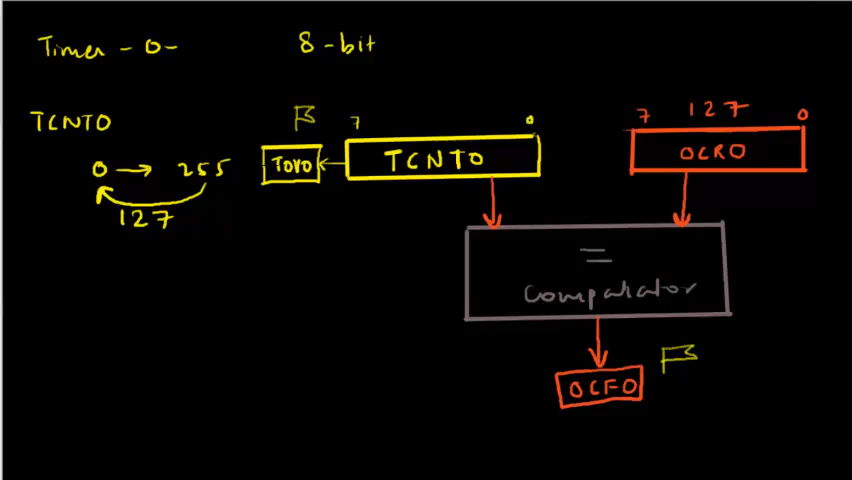 Timer - 0 -
8-bit
TCNT0
0 → 255
127
7 0
TOV0 TCNT0
7 127 0
OCR0
=
Comparator
OCF0